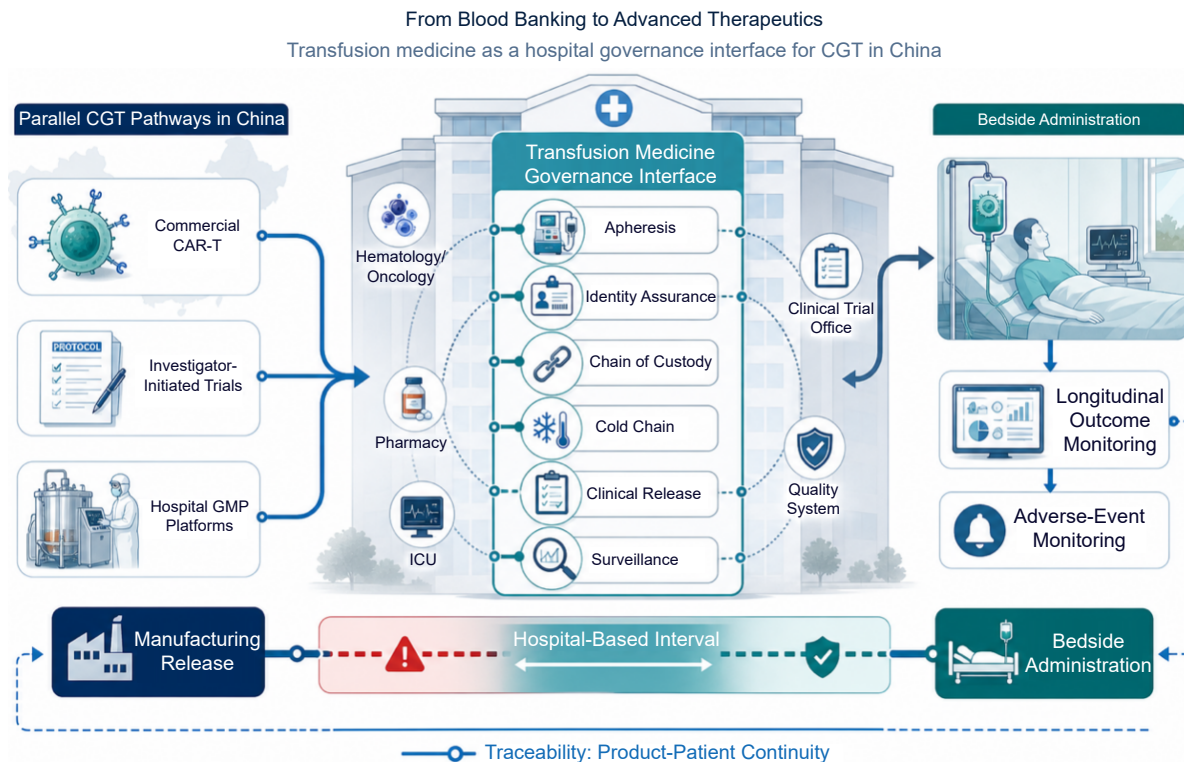 From Blood Banking to Advanced Therapeutics
Transfusion medicine as a hospital governance interface for CGT in China
Parallel CGT Pathways in China
Commercial
CAR-T
PROTOCOL
Investigator-
Initiated Trials
Hospital GMP
Platforms
Hematology/
Oncology
Pharmacy
ICU
Transfusion Medicine
Governance Interface
Apheresis
Identity Assurance
Chain of Custody
Cold Chain
Clinical Release
Surveillance
Clinical Trial
Office
Quality
System
Bedside Administration
Longitudinal
Outcome
Monitoring
Adverse-Event
Monitoring
Manufacturing
Release
Hospital-Based Interval
Bedside
Administration
Traceability: Product-Patient Continuity